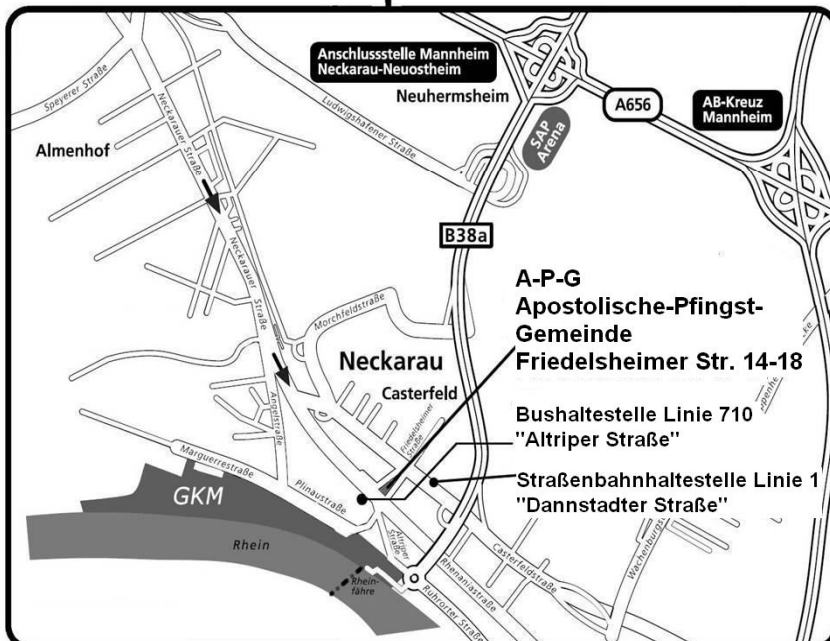 Anschlussstelle Mannheim
Neckarau-Neuostheim
Neuhermsheim
A656
AB-Kreuz
Mannheim
SAP
Arena
Speyerer Straße
Neckarauer Straße
Ludwigshafener Straße
Almenhof
Neckarauer Straße
B38a
A-P-G
Apostolische-Pfingst-
Gemeinde
Friedelsheimer Str. 14-18
Morchfeldstraße
Neckarau
Casterfeld
Angelstraße
Friedelsheimer
Straße
Bushaltestelle Linie 710
"Altriper Straße"
Marguerrestraße
GKM
Plinaustraße
Straßenbahnhaltestelle Linie 1
"Dannstadter Straße"
Altriper
Straße
Rhein
Rhein-
fähre
Rhenaniastraße
Casterfeldstraße
Ruhrorter Straße